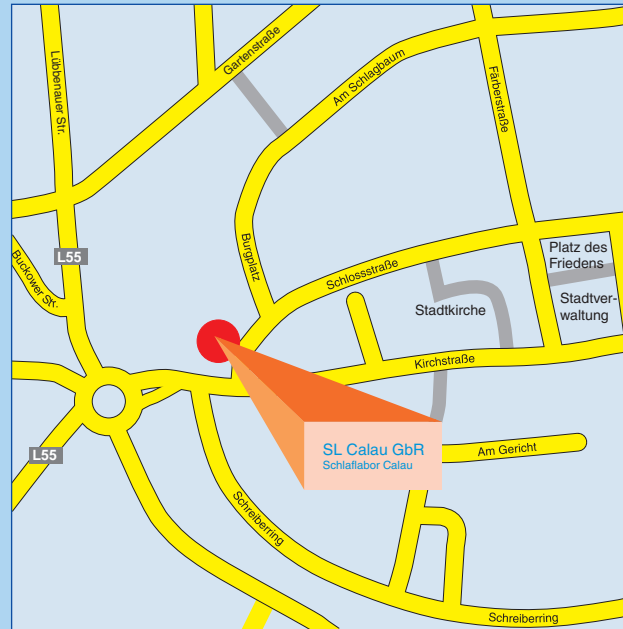 Lübbenauer Str.
Gartenstraße
Am Schlagbaum
Färberstraße
Burgplatz
L55
Buckower Str.
Schlossstraße
Platz des
Friedens
Stadtver-
waltung
Stadtkirche
Kirchstraße
L55
SL Calau GbR
Schlaflabor Calau
Am Gericht
Schreiberring
Schreiberring